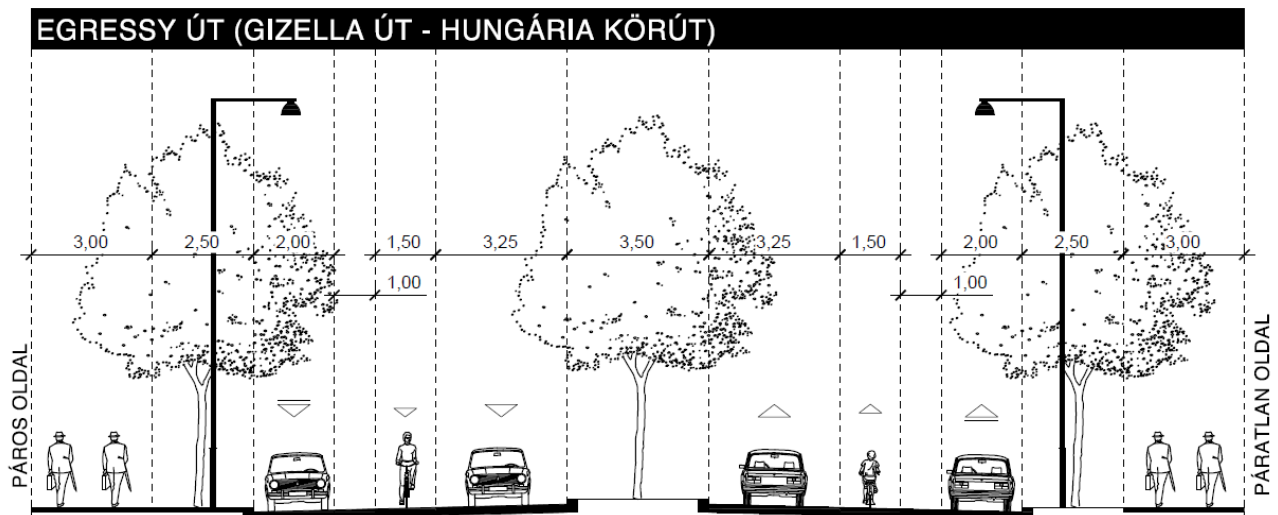 EGRESSY ÚT (GIZELLA ÚT - HUNGÁRIA KÖRÚT)
3,00 2,50 2,00 1,50 3,25 3,50 3,25 1,50 2,00 2,50 3,00
1,00 1,00
PÁROS OLDAL
PÁRATLAN OLDAL